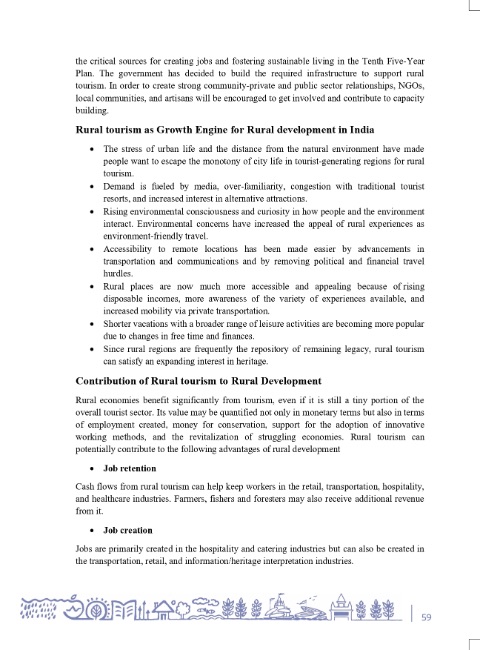 the critical sources for creating jobs and fostering sustainable living in the Tenth Five-Year
Plan. The government has decided to build the required infrastructure to support rural
tourism. In order to create strong community-private and public sector relationships, NGOs,
local communities, and artisans will be encouraged to get involved and contribute to capacity
building.
Rural tourism as Growth Engine for Rural development in India
• The stress of urban life and the distance from the natural environment have made
people want to escape the monotony of city life in tourist-generating regions for rural
tourism.
• Demand is fueled by media, over-familiarity, congestion with traditional tourist
resorts, and increased interest in alternative attractions.
• Rising environmental consciousness and curiosity in how people and the environment
interact. Environmental concerns have increased the appeal of rural experiences as
environment-friendly travel.
• Accessibility to remote locations has been made easier by advancements in
transportation and communications and by removing political and financial travel
hurdles.
• Rural places are now much more accessible and appealing because of rising
disposable incomes, more awareness of the variety of experiences available, and
increased mobility via private transportation.
• Shorter vacations with a broader range of leisure activities are becoming more popular
due to changes in free time and finances.
• Since rural regions are frequently the repository of remaining legacy, rural tourism
can satisfy an expanding interest in heritage.
Contribution of Rural tourism to Rural Development
Rural economies benefit significantly from tourism, even if it is still a tiny portion of the
overall tourist sector. Its value may be quantified not only in monetary terms but also in terms
of employment created, money for conservation, support for the adoption of innovative
working methods, and the revitalization of struggling economies. Rural tourism can
potentially contribute to the following advantages of rural development
• Job retention
Cash flows from rural tourism can help keep workers in the retail, transportation, hospitality,
and healthcare industries. Farmers, fishers and foresters may also receive additional revenue
from it.
• Job creation
Jobs are primarily created in the hospitality and catering industries but can also be created in
the transportation, retail, and information/heritage interpretation industries.
59